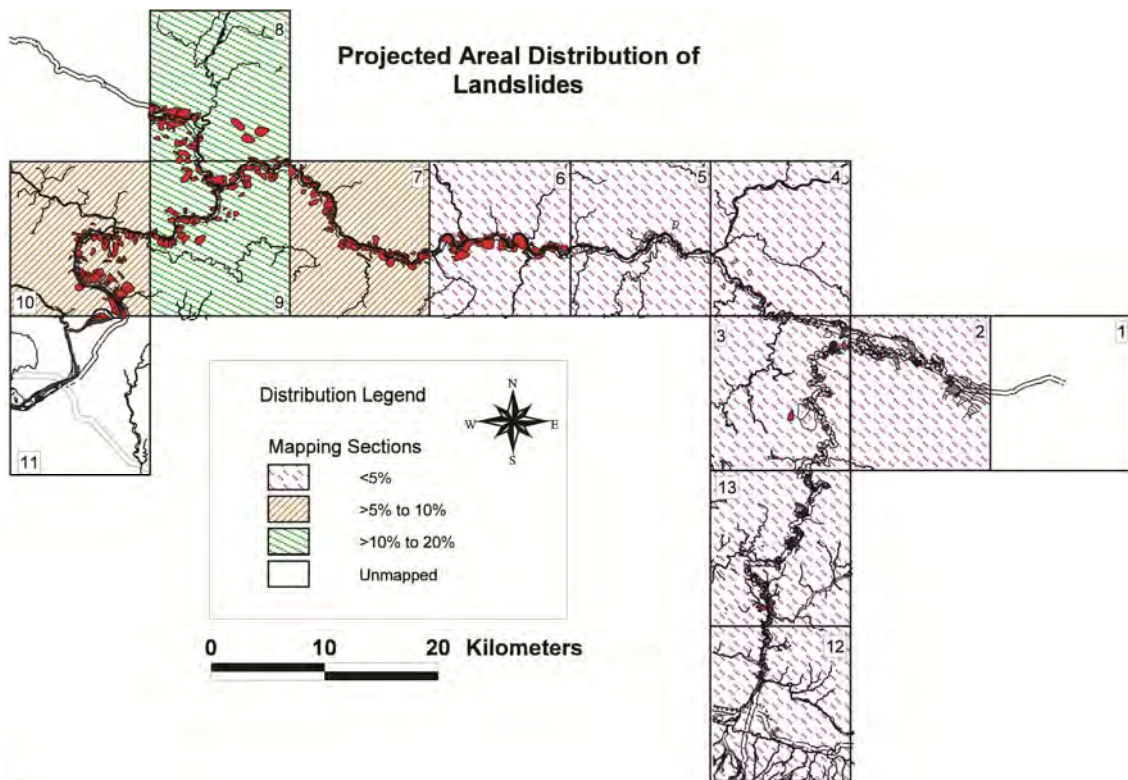 Projected Areal Distribution of
Landslides
8
7
6
5
4
10
9
3
2
1
11
13
12
Distribution Legend
N
W E
S
Mapping Sections
<5%
>5% to 10%
>10% to 20%
Unmapped
0 10 20 Kilometers